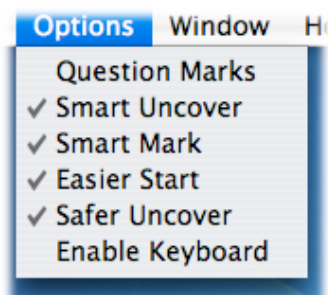 Options Window
Question Marks
✓ Smart Uncover
✓ Smart Mark
✓ Easier Start
✓ Safer Uncover
Enable Keyboard